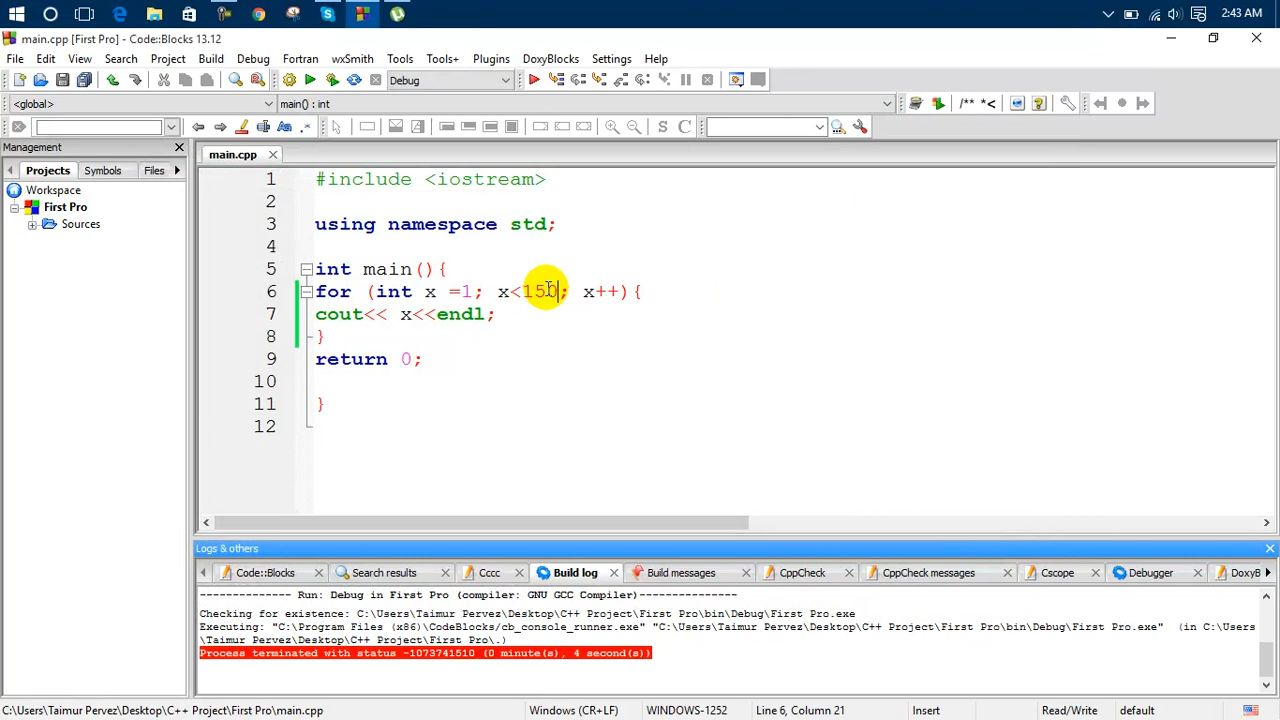 2:43 AM
main.cpp [First Pro] - Code::Blocks 13.12
File Edit View Search Project Build Debug Fortran wxSmith Tools Tools+ Plugins DoxyBlocks Settings Help
Debug
<global>
main() : int
/** *<
S C
Management
main.cpp
Projects Symbols Files
Workspace
First Pro
Sources
1 #include <iostream>
2
3 using namespace std;
4
5 int main(){
6 for (int x =1; x<150; x++){
7 cout<< x<<endl;
8 }
9 return 0;
10
11 }
12
Logs & others
Code::Blocks Search results Cccc Build log Build messages CppCheck CppCheck messages Cscope Debugger DoxyB
-------------- Run: Debug in First Pro (compiler: GNU GCC Compiler)---------------
Checking for existence: C:\Users\Taimur Pervez\Desktop\C++ Project\First Pro\bin\Debug\First Pro.exe
Executing: "C:\Program Files (x86)\CodeBlocks/cb_console_runner.exe" "C:\Users\Taimur Pervez\Desktop\C++ Project\First Pro\bin\Debug\First Pro.exe"  (in C:\Users
\Taimur Pervez\Desktop\C++ Project\First Pro\.)
Process terminated with status -1073741510 (0 minute(s), 4 second(s))
C:\Users\Taimur Pervez\Desktop\C++ Project\First Pro\main.cpp Windows (CR+LF) WINDOWS-1252 Line 6, Column 21 Insert Read/Write default